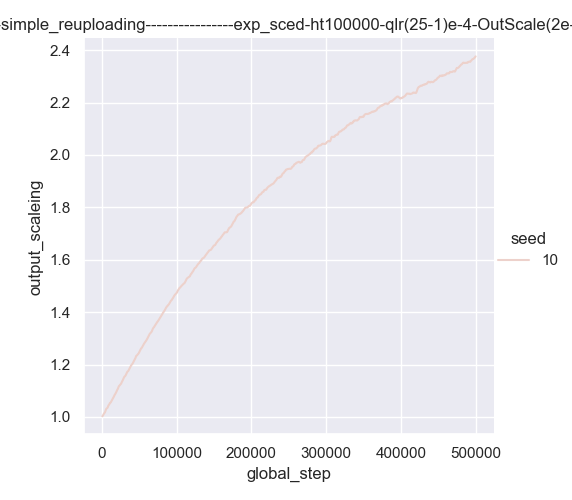 -simple_reuploading----------------exp_sced-ht100000-qlr(25-1)e-4-OutScale(2e-
2.4
2.2
2.0
1.8
1.6
1.4
1.2
1.0
output_scaleing
0 100000 200000 300000 400000 500000
global_step
seed
10